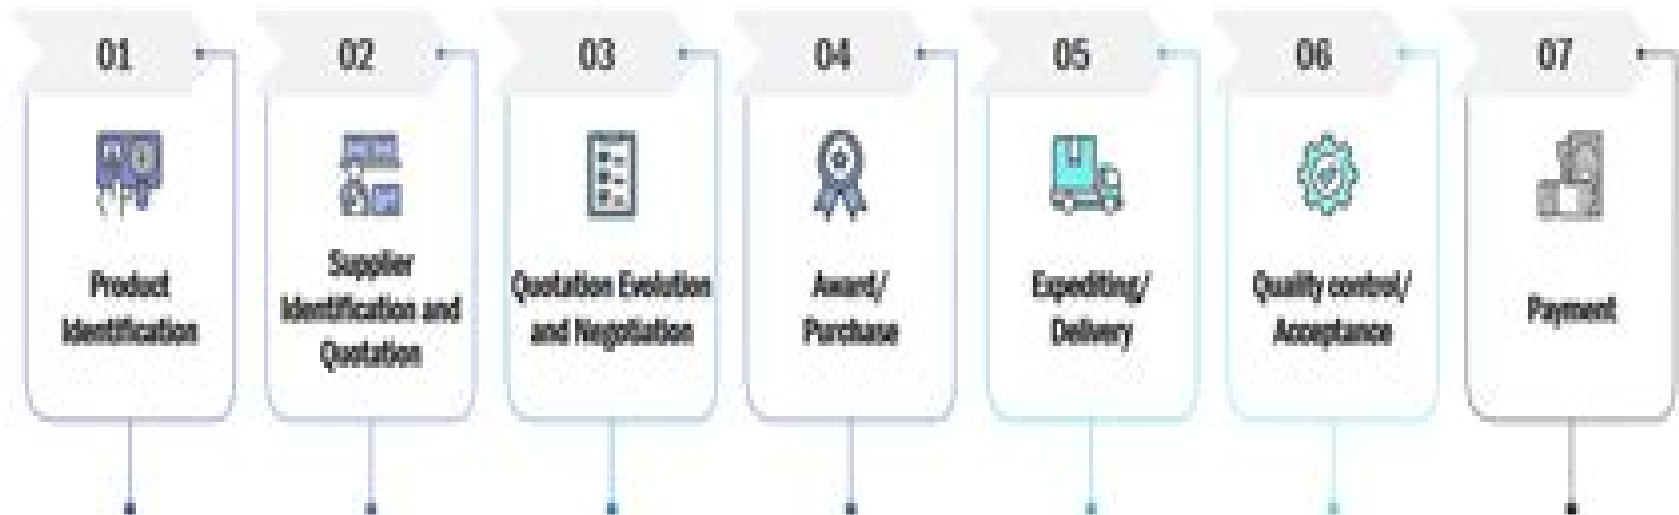 01
02
03
04
05
06
07
Product
Identification
Supplier
Identification and
Quotation
Quotation Evolution
and Negotiation
Award/
Purchase
Expediting/
Delivery
Quality control/
Acceptance
Payment